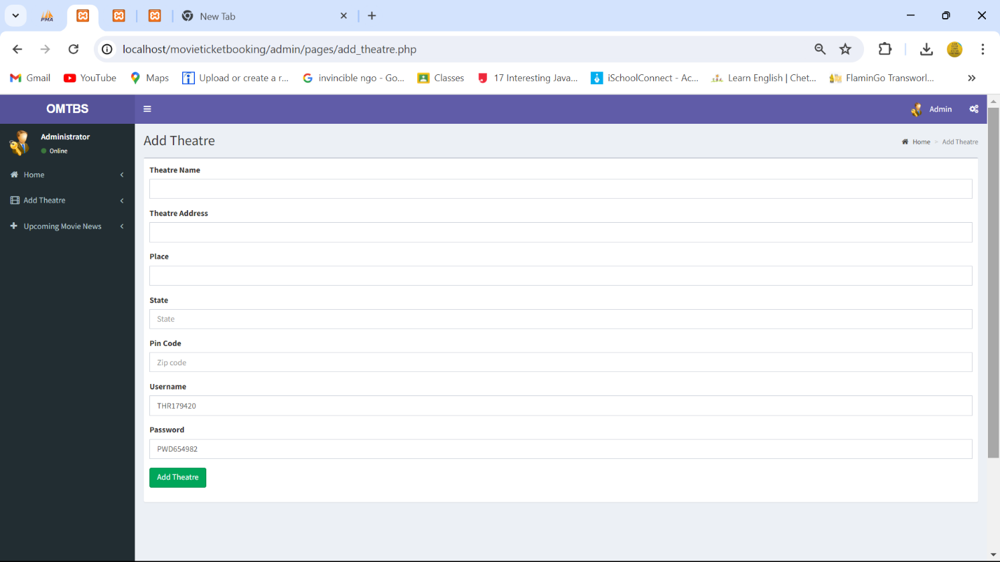 PMA
New Tab
localhost/movieticketbooking/admin/pages/add_theatre.php
Gmail
YouTube
Maps
Upload or create a r...
invincible ngo - Go...
Classes
17 Interesting Java...
iSchoolConnect - Ac...
Learn English | Chet...
FlaminGo Transworl...
OMTBS
Admin
Administrator
Online
Add Theatre
Home > Add Theatre
Home
Add Theatre
Upcoming Movie News
Theatre Name
Theatre Address
Place
State
State
Pin Code
Zip code
Username
THR179420
Password
PWD654982
Add Theatre